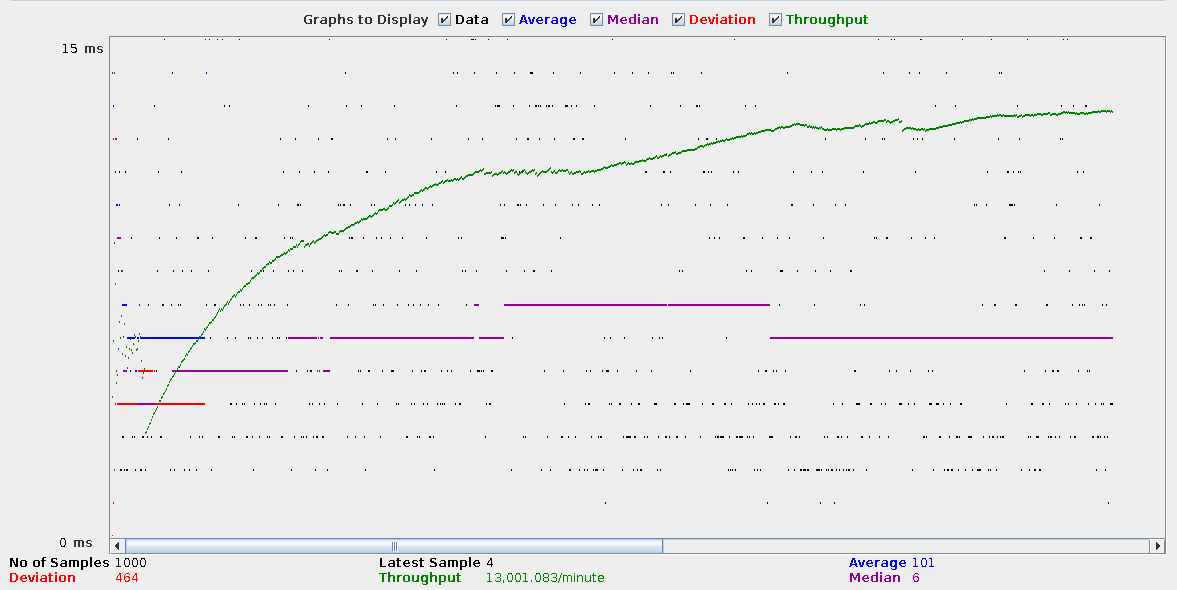 Graphs to Display Data Average Median Deviation Throughput
15 ms
0 ms
No of Samples 1000 Latest Sample 4 Average 101
Deviation 464 Throughput 13,001.083/minute Median 6